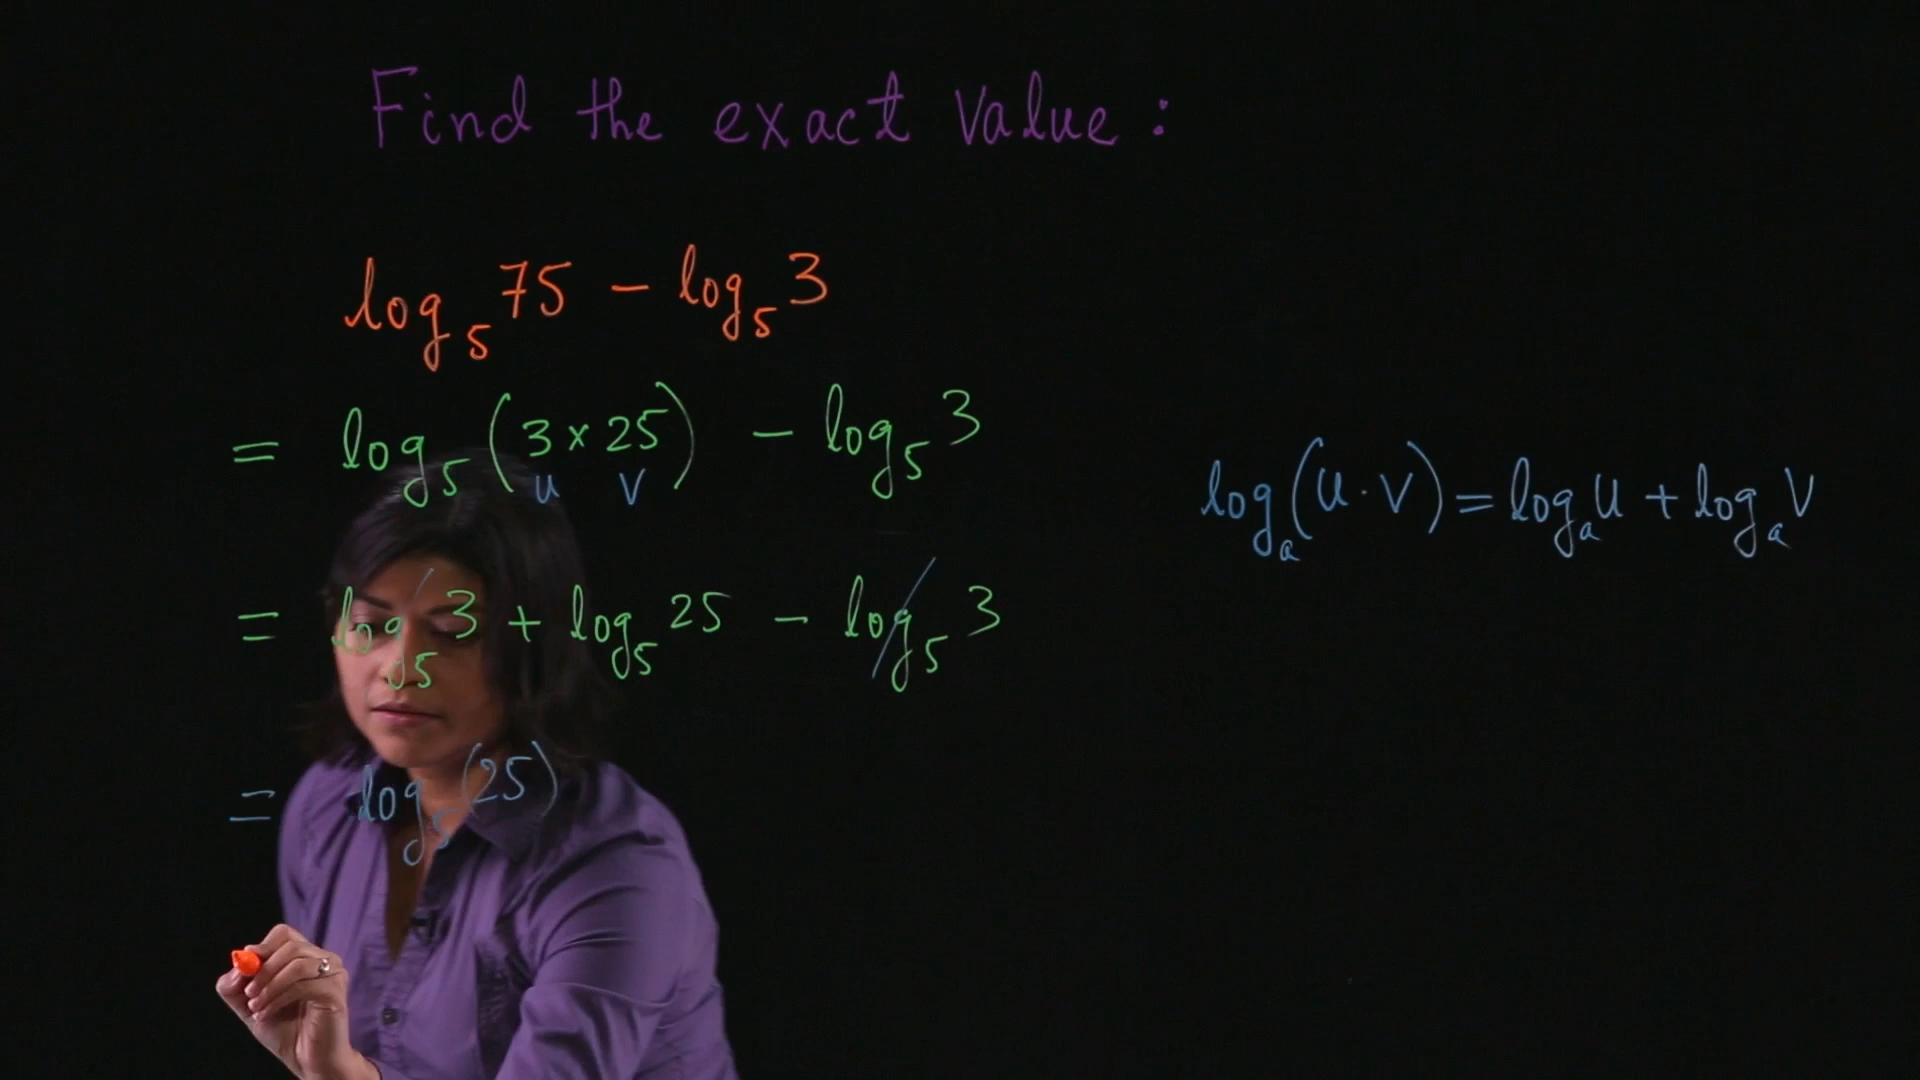 Find the exact value:
log₅ 75 − log₅ 3
= log₅ (3 × 25) − log₅ 3
u v
logₐ(u · v) = logₐ u + logₐ v
= log₅ 3 + log₅ 25 − log₅ 3
= log₅(25)